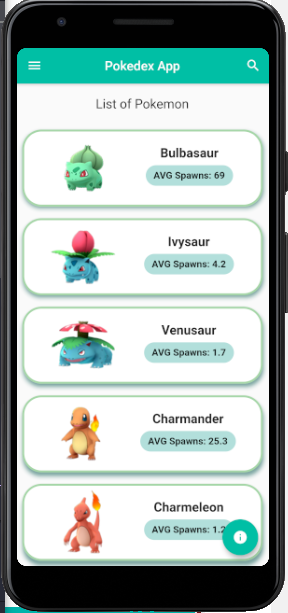 Pokedex App
List of Pokemon
Bulbasaur
AVG Spawns: 69
Ivysaur
AVG Spawns: 4.2
Venusaur
AVG Spawns: 1.7
Charmander
AVG Spawns: 25.3
Charmeleon
AVG Spawns: 1.2